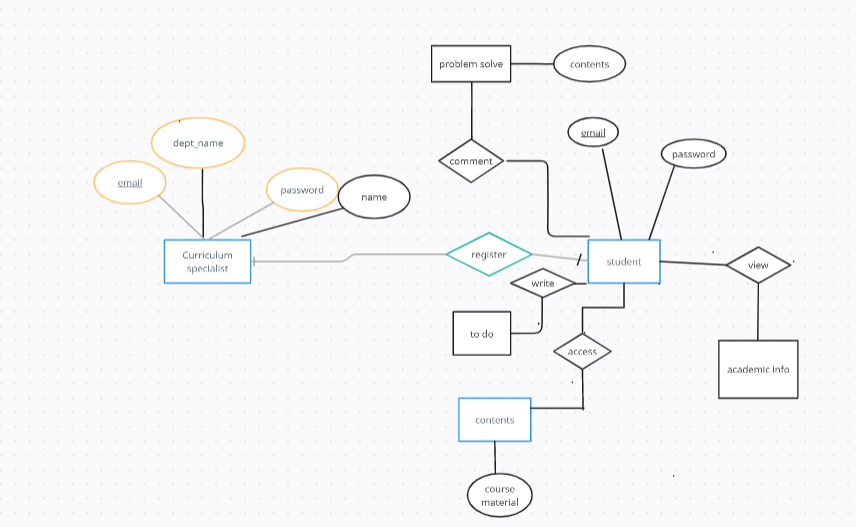 problem solve
contents
email
dept_name
password
comment
email
password
name
Curriculum
specialist
register
student
view
write
to do
access
academic info
contents
course
material